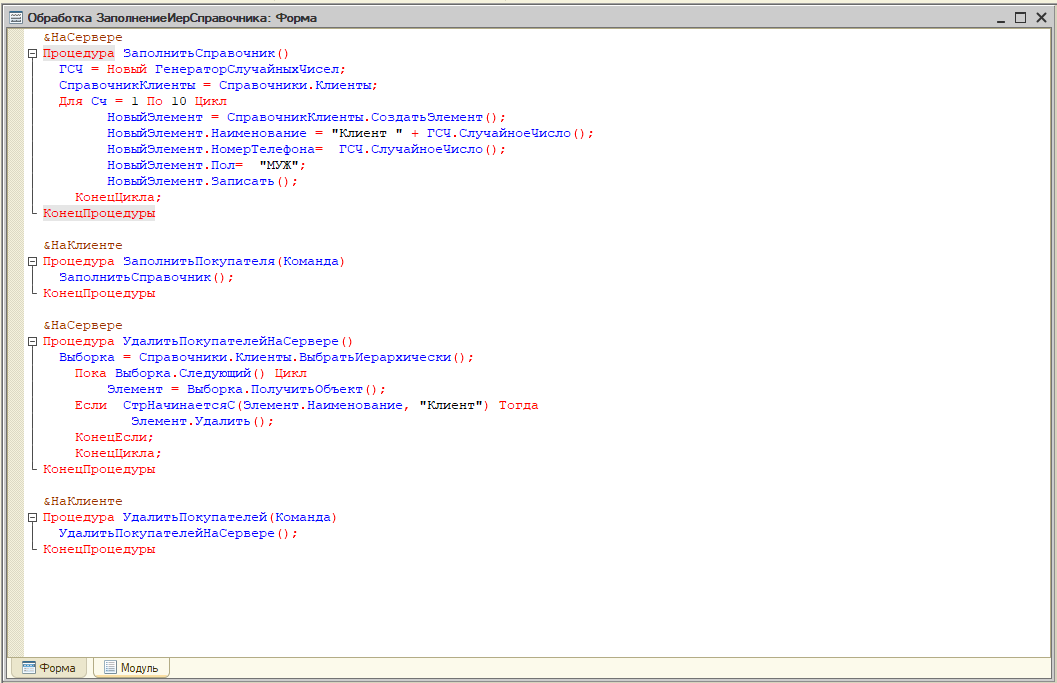 Обработка ЗаполнениеИерСправочника: Форма
&НаСервере
Процедура ЗаполнитьСправочник()
ГСЧ = Новый ГенераторСлучайныхЧисел;
СправочникКлиенты = Справочники.Клиенты;
Для Сч = 1 По 10 Цикл
НовыйЭлемент = СправочникКлиенты.СоздатьЭлемент();
НовыйЭлемент.Наименование = "Клиент " + ГСЧ.СлучайноеЧисло();
НовыйЭлемент.НомерТелефона=  ГСЧ.СлучайноеЧисло();
НовыйЭлемент.Пол=  "МУЖ";
НовыйЭлемент.Записать();
КонецЦикла;
КонецПроцедуры
&НаКлиенте
Процедура ЗаполнитьПокупателя(Команда)
ЗаполнитьСправочник();
КонецПроцедуры
&НаСервере
Процедура УдалитьПокупателейНаСервере()
Выборка = Справочники.Клиенты.ВыбратьИерархически();
Пока Выборка.Следующий() Цикл
Элемент = Выборка.ПолучитьОбъект();
Если  СтрНачинаетсяС(Элемент.Наименование, "Клиент") Тогда
Элемент.Удалить();
КонецЕсли;
КонецЦикла;
КонецПроцедуры
&НаКлиенте
Процедура УдалитьПокупателей(Команда)
УдалитьПокупателейНаСервере();
КонецПроцедуры
Форма Модуль